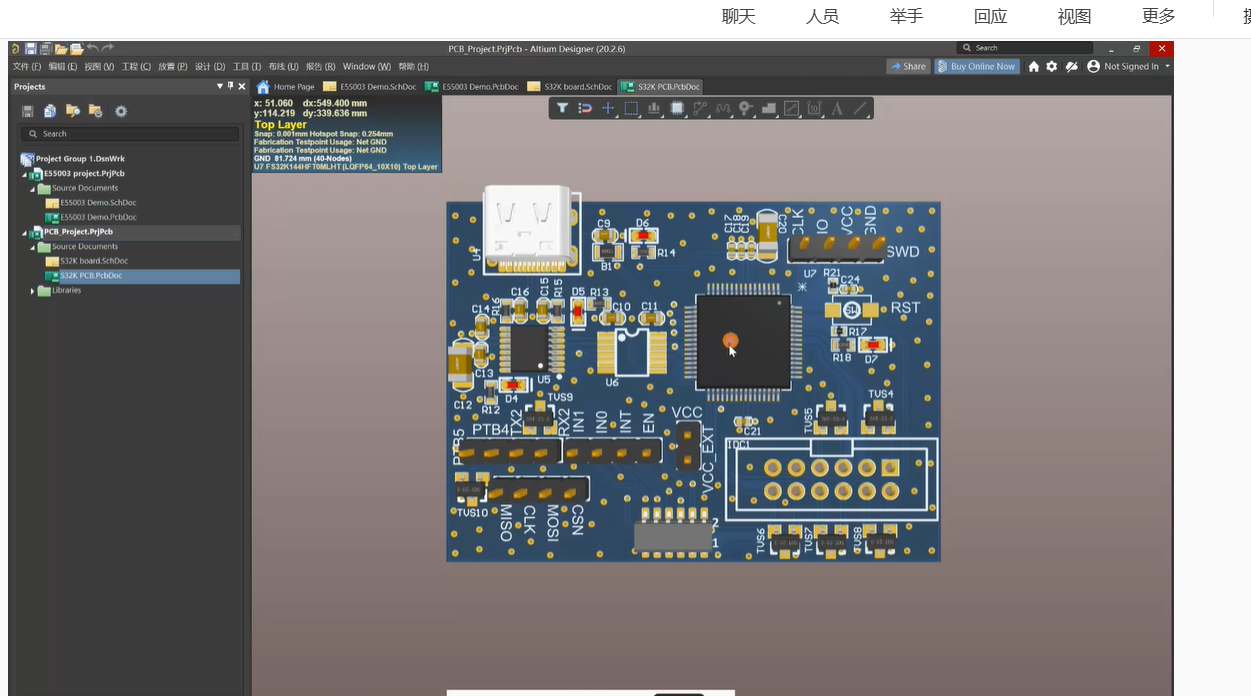 聊天 人员 举手 回应 视图 更多
PCB_Project.PrjPcb - Altium Designer (20.2.6)
Search
文件 (F) 编辑 (E) 视图 (V) 工程 (C) 放置 (P) 设计 (D) 工具 (T) 布线 (U) 报告 (R) Window (W) 帮助 (H)
Share
Buy Online Now
Not Signed In
Projects
Home Page
E55003 Demo.SchDoc
E55003 Demo.PcbDoc
S32K board.SchDoc
S32K PCB.PcbDoc
Search
Project Group 1.DsnWrk
E55003 project.PrjPcb
Source Documents
E55003 Demo.SchDoc
E55003 Demo.PcbDoc
PCB_Project.PrjPcb
Source Documents
S32K board.SchDoc
S32K PCB.PcbDoc
Libraries
x: 51.060 dx:549.400 mm
y:114.219 dy:339.636 mm
Top Layer
Snap: 0.001mm Hotspot Snap: 0.254mm
Fabrication Testpoint Usage: Net GND
Fabrication Testpoint Usage: Net GND
GND 81.724 mm (40-Nodes)
U7 FS32K144HFT0MLHT (LQFP64_10X10) Top Layer
U4
C9
D6
B1
R14
C17
C18
C19
C20
CLK
IO
VCC
GND
SWD
U7
R21
C24
SW
RST
R17
R18
D7
C14
R16
C16
C15
R15
D5
R13
C10
C11
C13
U5
U6
C12
R12
D4
TVS9
TX2
RX2
IN1
IN0
INT
EN
VCC
VCC_EXT
C21
TVS5
TVS4
PTB5
PTB4
IDC1
TVS10
MISO
CLK
MOSI
CSN
2
1
TVS6
TVS7
TVS8